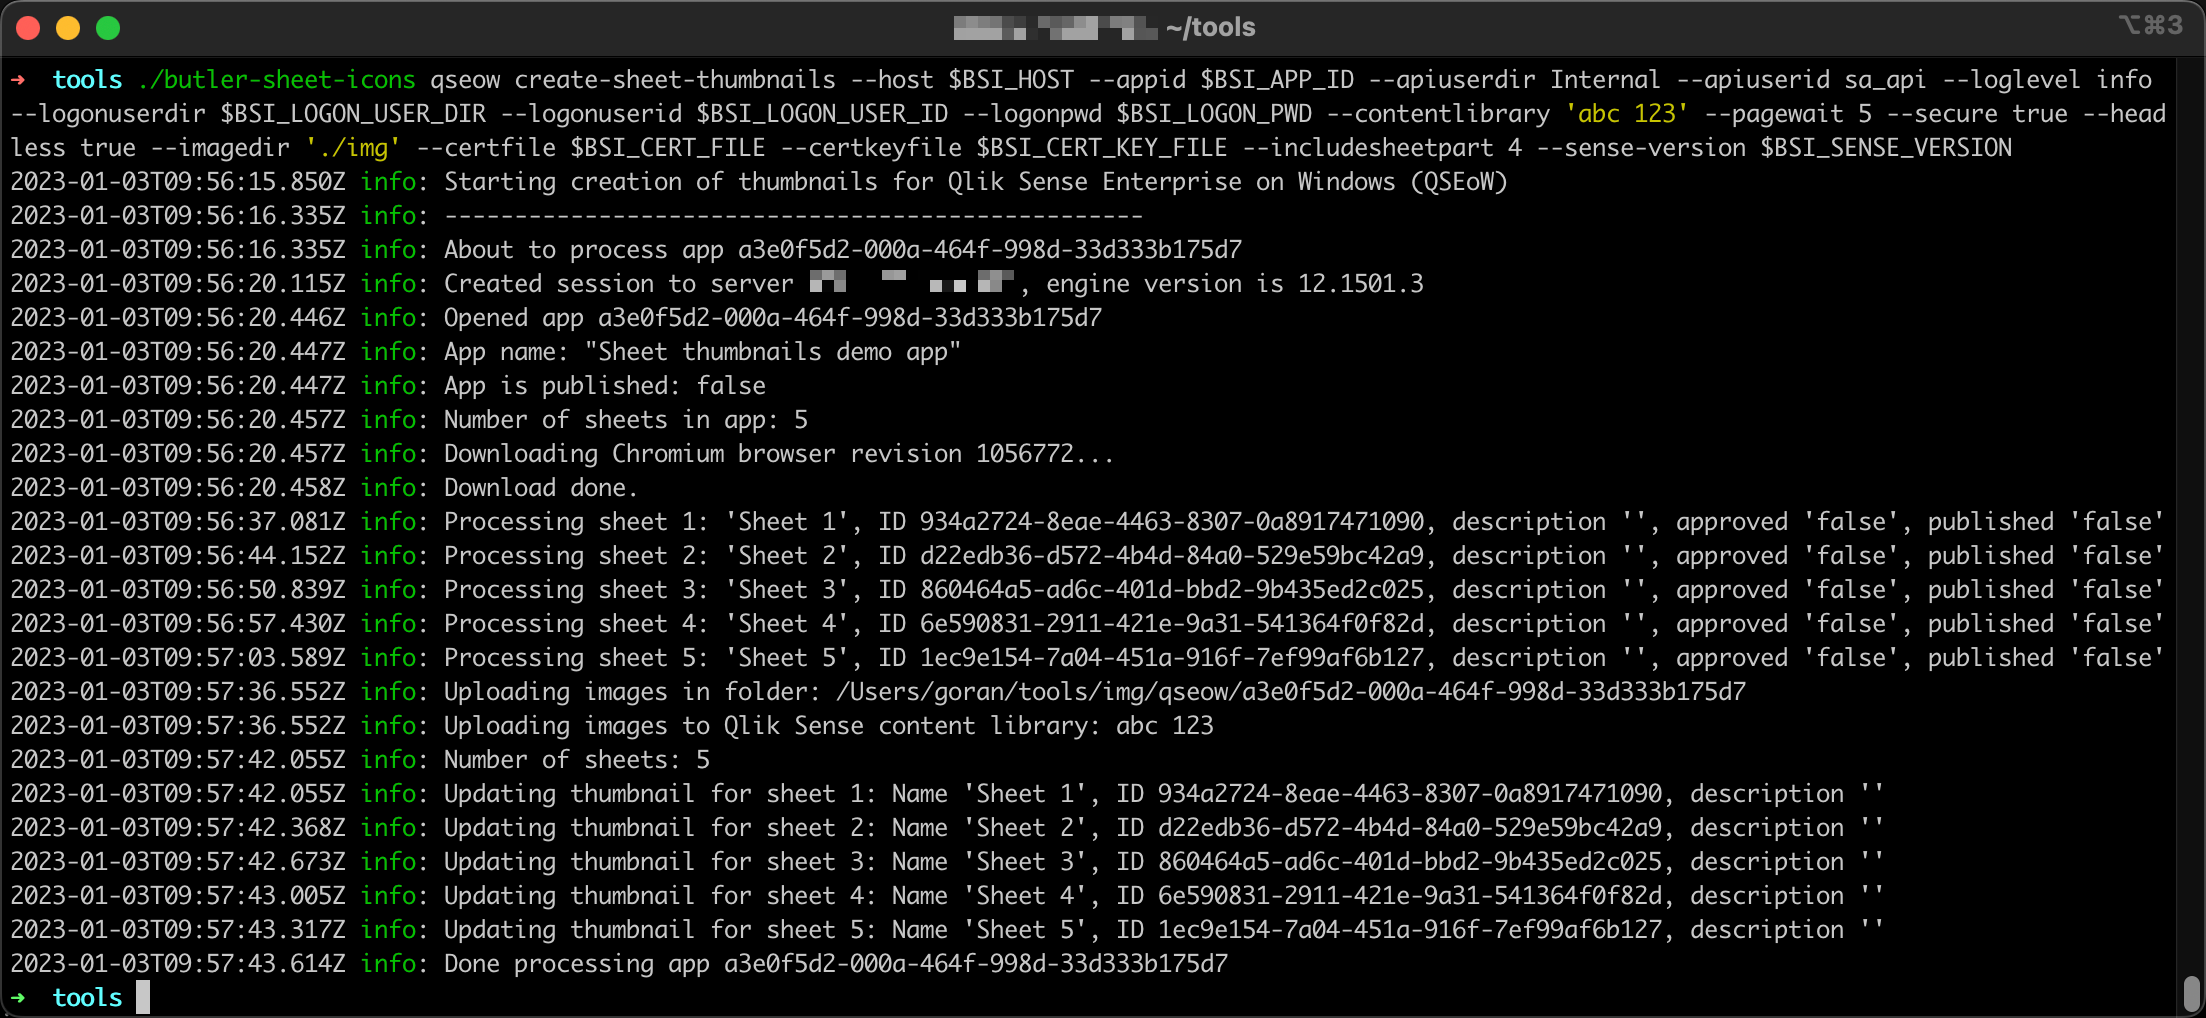 ~/tools
⌥⌘3
➜  tools ./butler-sheet-icons qseow create-sheet-thumbnails --host $BSI_HOST --appid $BSI_APP_ID --apiuserdir Internal --apiuserid sa_api --loglevel info
--logonuserdir $BSI_LOGON_USER_DIR --logonuserid $BSI_LOGON_USER_ID --logonpwd $BSI_LOGON_PWD --contentlibrary 'abc 123' --pagewait 5 --secure true --head
less true --imagedir './img' --certfile $BSI_CERT_FILE --certkeyfile $BSI_CERT_KEY_FILE --includesheetpart 4 --sense-version $BSI_SENSE_VERSION
2023-01-03T09:56:15.850Z info: Starting creation of thumbnails for Qlik Sense Enterprise on Windows (QSEoW)
2023-01-03T09:56:16.335Z info: --------------------------------------------------
2023-01-03T09:56:16.335Z info: About to process app a3e0f5d2-000a-464f-998d-33d333b175d7
2023-01-03T09:56:20.115Z info: Created session to server , engine version is 12.1501.3
2023-01-03T09:56:20.446Z info: Opened app a3e0f5d2-000a-464f-998d-33d333b175d7
2023-01-03T09:56:20.447Z info: App name: "Sheet thumbnails demo app"
2023-01-03T09:56:20.447Z info: App is published: false
2023-01-03T09:56:20.457Z info: Number of sheets in app: 5
2023-01-03T09:56:20.457Z info: Downloading Chromium browser revision 1056772...
2023-01-03T09:56:20.458Z info: Download done.
2023-01-03T09:56:37.081Z info: Processing sheet 1: 'Sheet 1', ID 934a2724-8eae-4463-8307-0a8917471090, description '', approved 'false', published 'false'
2023-01-03T09:56:44.152Z info: Processing sheet 2: 'Sheet 2', ID d22edb36-d572-4b4d-84a0-529e59bc42a9, description '', approved 'false', published 'false'
2023-01-03T09:56:50.839Z info: Processing sheet 3: 'Sheet 3', ID 860464a5-ad6c-401d-bbd2-9b435ed2c025, description '', approved 'false', published 'false'
2023-01-03T09:56:57.430Z info: Processing sheet 4: 'Sheet 4', ID 6e590831-2911-421e-9a31-541364f0f82d, description '', approved 'false', published 'false'
2023-01-03T09:57:03.589Z info: Processing sheet 5: 'Sheet 5', ID 1ec9e154-7a04-451a-916f-7ef99af6b127, description '', approved 'false', published 'false'
2023-01-03T09:57:36.552Z info: Uploading images in folder: /Users/goran/tools/img/qseow/a3e0f5d2-000a-464f-998d-33d333b175d7
2023-01-03T09:57:36.552Z info: Uploading images to Qlik Sense content library: abc 123
2023-01-03T09:57:42.055Z info: Number of sheets: 5
2023-01-03T09:57:42.055Z info: Updating thumbnail for sheet 1: Name 'Sheet 1', ID 934a2724-8eae-4463-8307-0a8917471090, description ''
2023-01-03T09:57:42.368Z info: Updating thumbnail for sheet 2: Name 'Sheet 2', ID d22edb36-d572-4b4d-84a0-529e59bc42a9, description ''
2023-01-03T09:57:42.673Z info: Updating thumbnail for sheet 3: Name 'Sheet 3', ID 860464a5-ad6c-401d-bbd2-9b435ed2c025, description ''
2023-01-03T09:57:43.005Z info: Updating thumbnail for sheet 4: Name 'Sheet 4', ID 6e590831-2911-421e-9a31-541364f0f82d, description ''
2023-01-03T09:57:43.317Z info: Updating thumbnail for sheet 5: Name 'Sheet 5', ID 1ec9e154-7a04-451a-916f-7ef99af6b127, description ''
2023-01-03T09:57:43.614Z info: Done processing app a3e0f5d2-000a-464f-998d-33d333b175d7
➜  tools